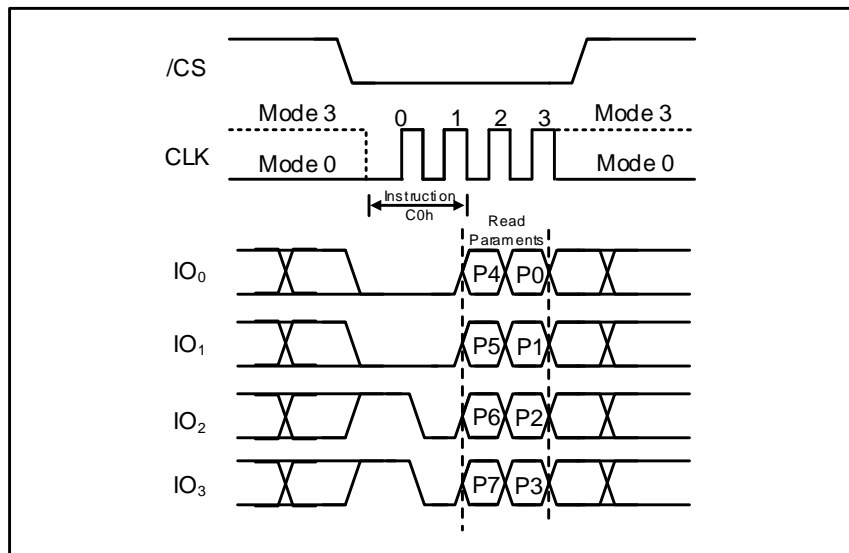 /CS
Mode 3 0 1 2 3 Mode 3
CLK Mode 0 Mode 0
Instruction
C0h
Read
Paraments
IO0 P4 P0
IO1 P5 P1
IO2 P6 P2
IO3 P7 P3